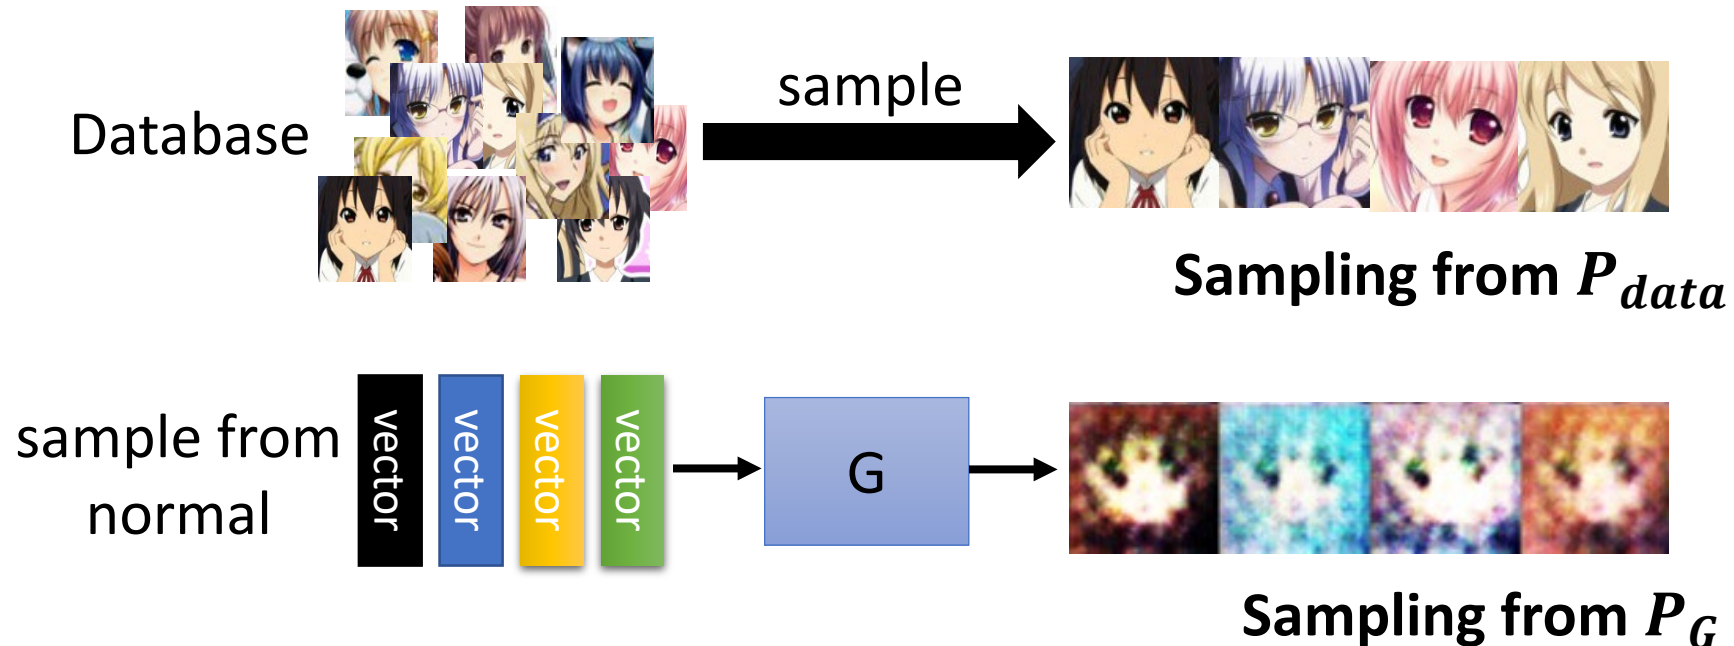 Database
sample
Sampling from P_data
sample from
normal
vector
vector
vector
vector
G
Sampling from P_G